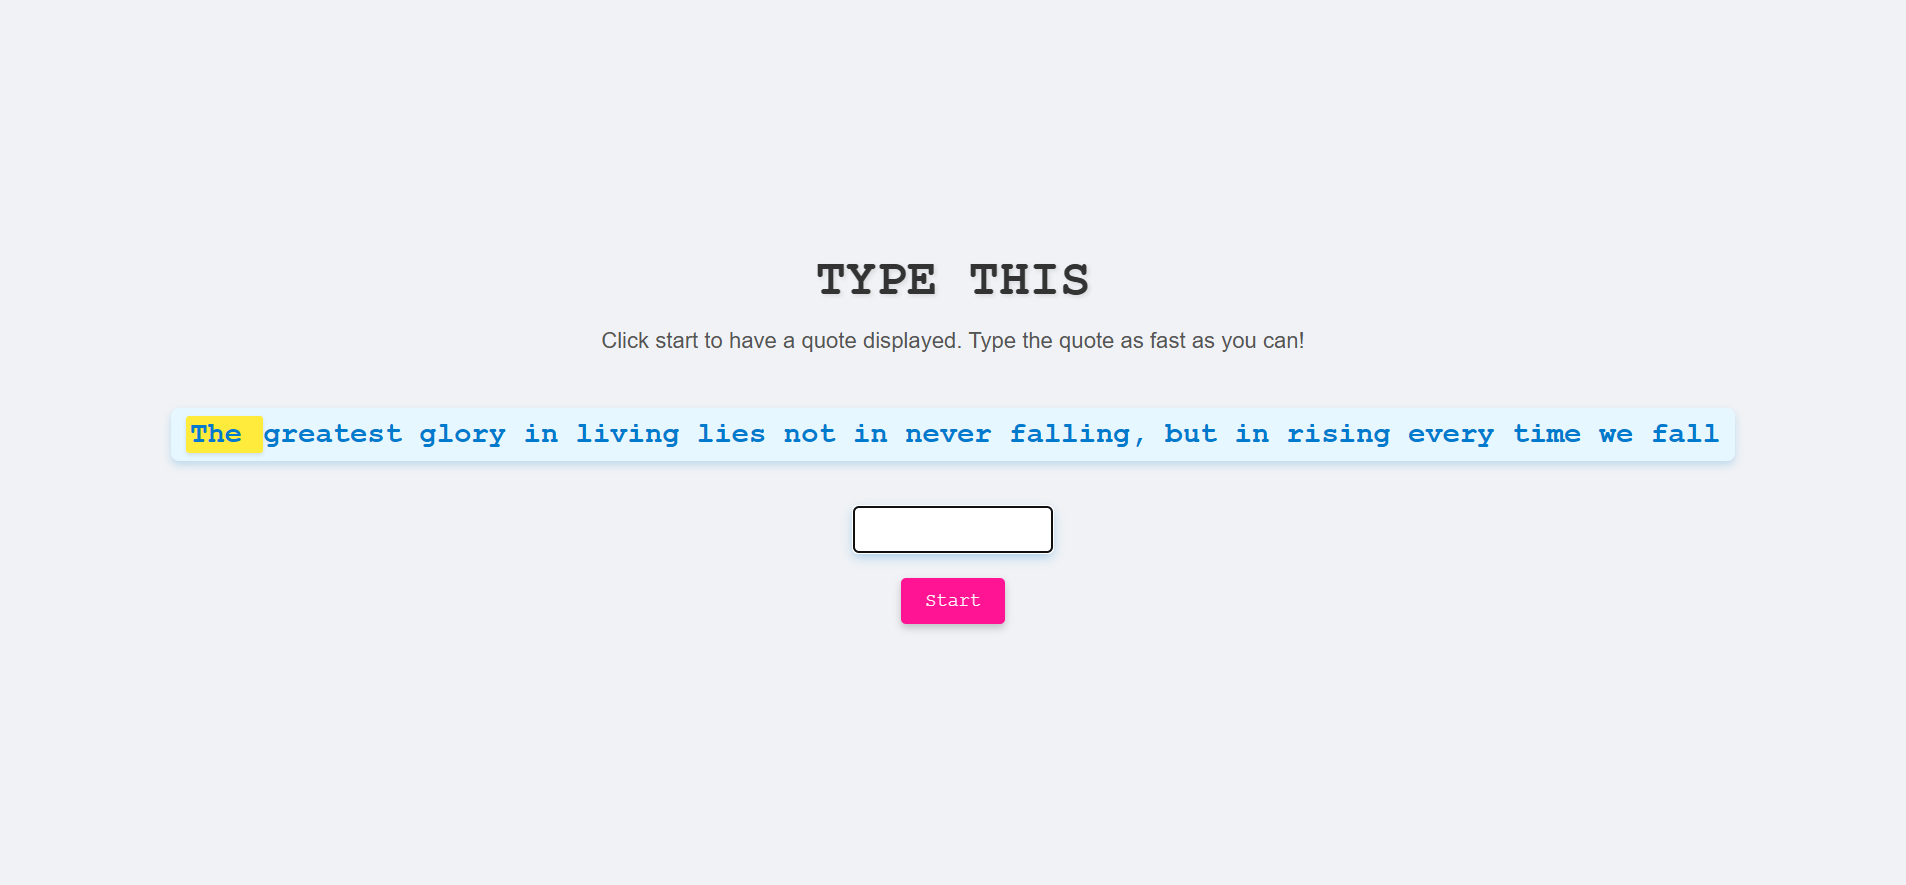 TYPE THIS
Click start to have a quote displayed. Type the quote as fast as you can!
The greatest glory in living lies not in never falling, but in rising every time we fall
Start